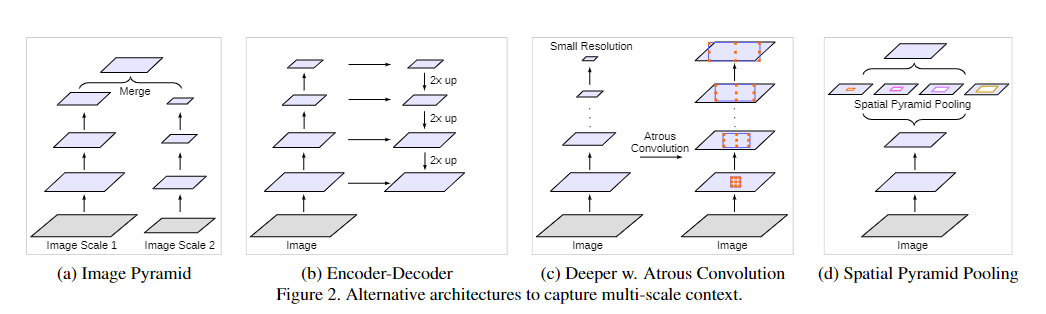 Merge
Image Scale 1
Image Scale 2
(a) Image Pyramid
2x up
2x up
2x up
Image
(b) Encoder-Decoder
Small Resolution
Atrous
Convolution
Image
Image
(c) Deeper w. Atrous Convolution
Spatial Pyramid Pooling
Image
(d) Spatial Pyramid Pooling
Figure 2. Alternative architectures to capture multi-scale context.